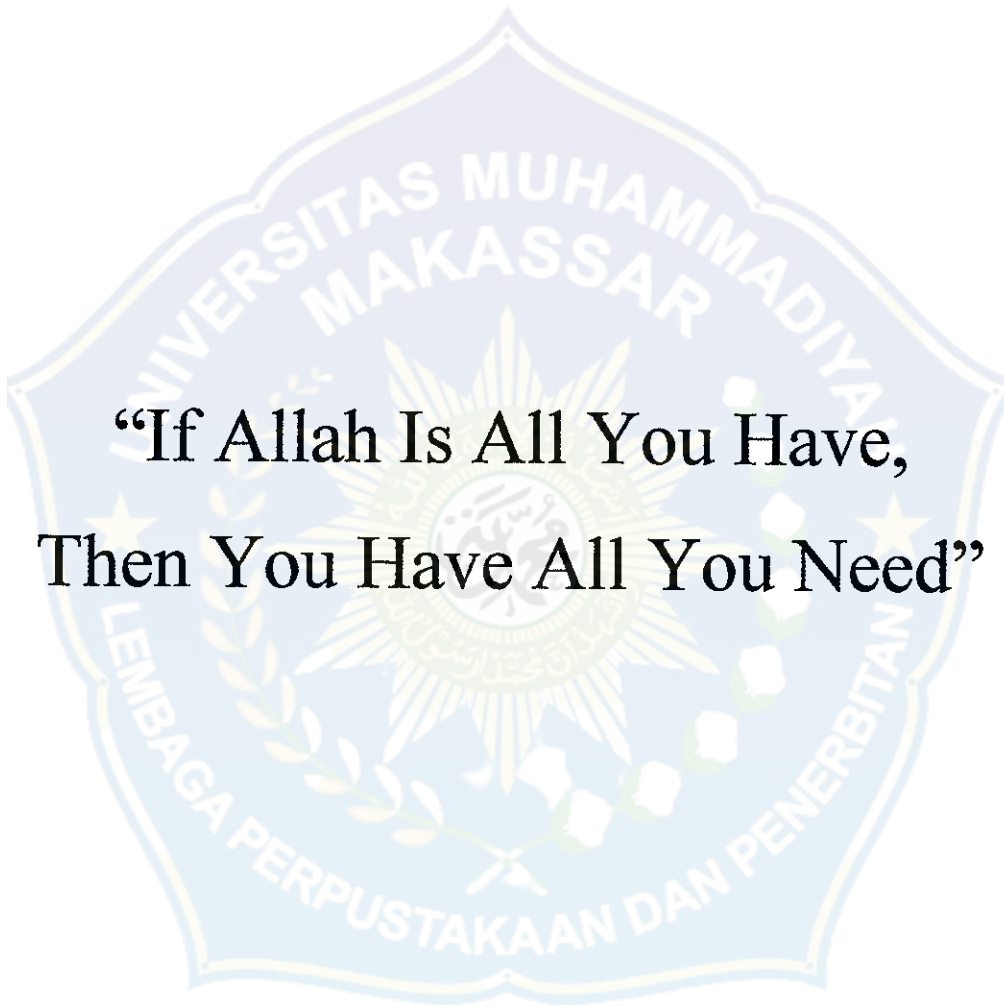 UNIVERSITAS MUHAMMADIYAH
MAKASSAR
“If Allah Is All You Have,
Then You Have All You Need”
LEMBAGA PERPUSTAKAAN DAN PENERBITAN